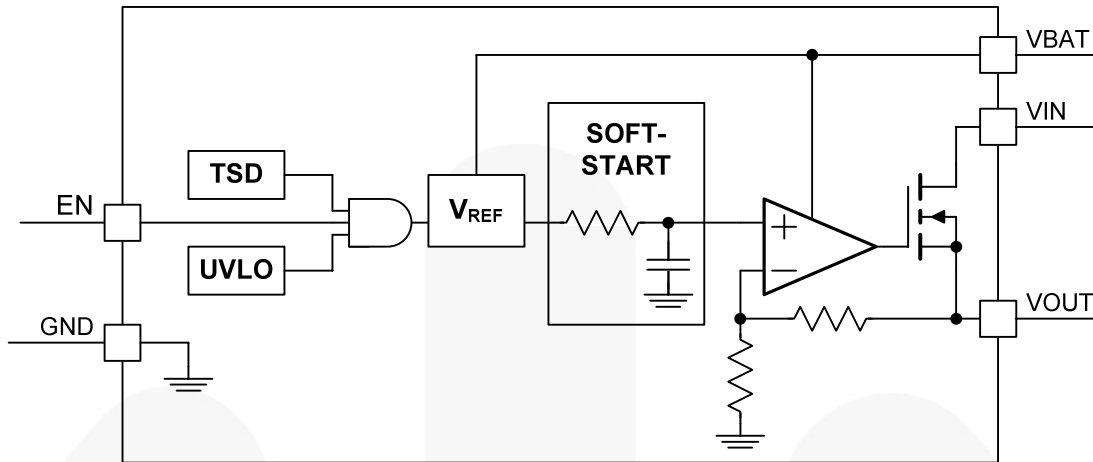 VBAT
VIN
SOFT-
START
TSD
EN
VREF
UVLO
GND
VOUT